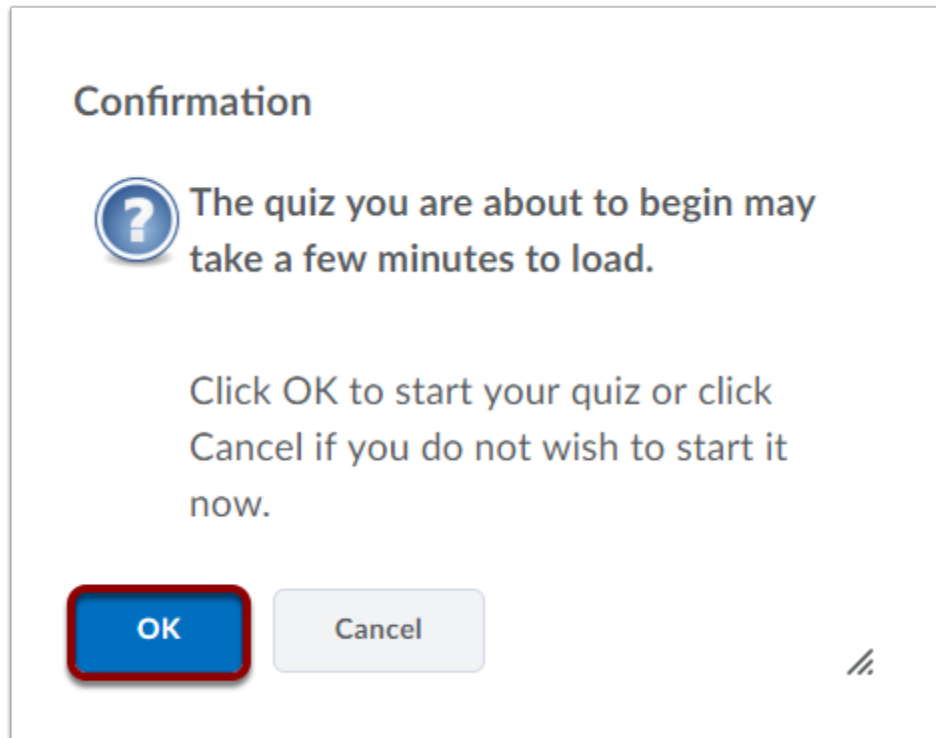 Confirmation
The quiz you are about to begin may
take a few minutes to load.
Click OK to start your quiz or click
Cancel if you do not wish to start it
now.
OK
Cancel